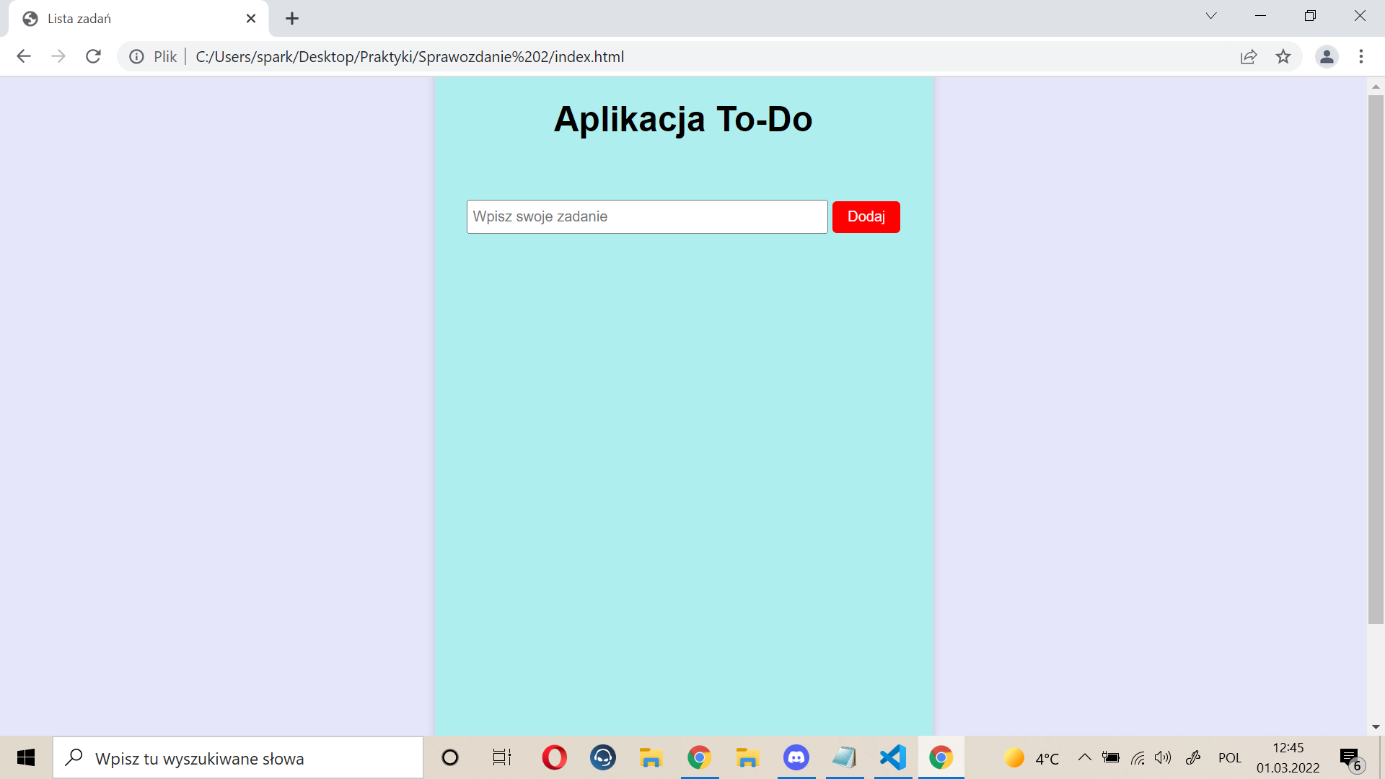 Lista zadań
Plik C:/Users/spark/Desktop/Praktyki/Sprawozdanie%202/index.html
Aplikacja To-Do
Wpisz swoje zadanie Dodaj
Wpisz tu wyszukiwane słowa 4°C POL 12:45
01.03.2022 6